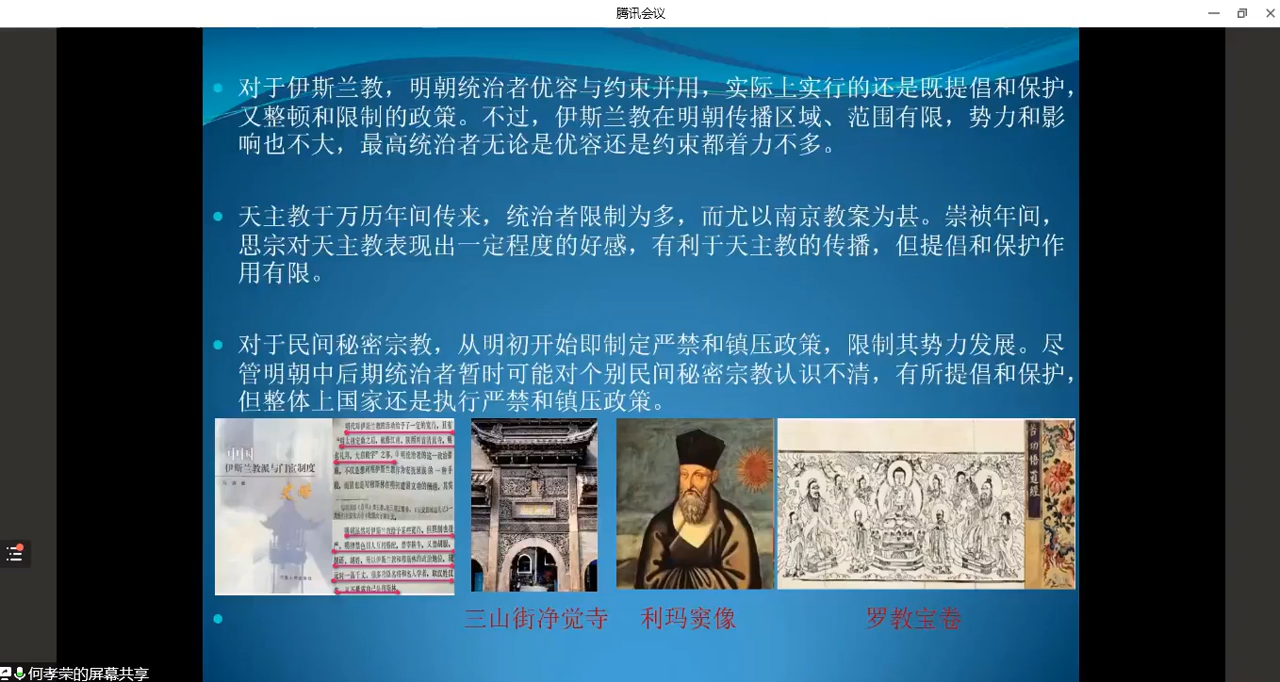 腾讯会议
对于伊斯兰教，明朝统治者优容与约束并用，实际上实行的还是既提倡和保护，
又整顿和限制的政策。不过，伊斯兰教在明朝传播区域、范围有限，势力和影
响也不大，最高统治者无论是优容还是约束都着力不多。
天主教于万历年间传来，统治者限制为多，而尤以南京教案为甚。崇祯年间，
思宗对天主教表现出一定程度的好感，有利于天主教的传播，但提倡和保护作
用有限。
对于民间秘密宗教，从明初开始即制定严禁和镇压政策，限制其势力发展。尽
管明朝中后期统治者暂时可能对个别民间秘密宗教认识不清，有所提倡和保护，
但整体上国家还是执行严禁和镇压政策。
中国
伊斯兰教派与门宦制度
史略
三山街净觉寺
利玛窦像
罗教宝卷
何孝荣的屏幕共享